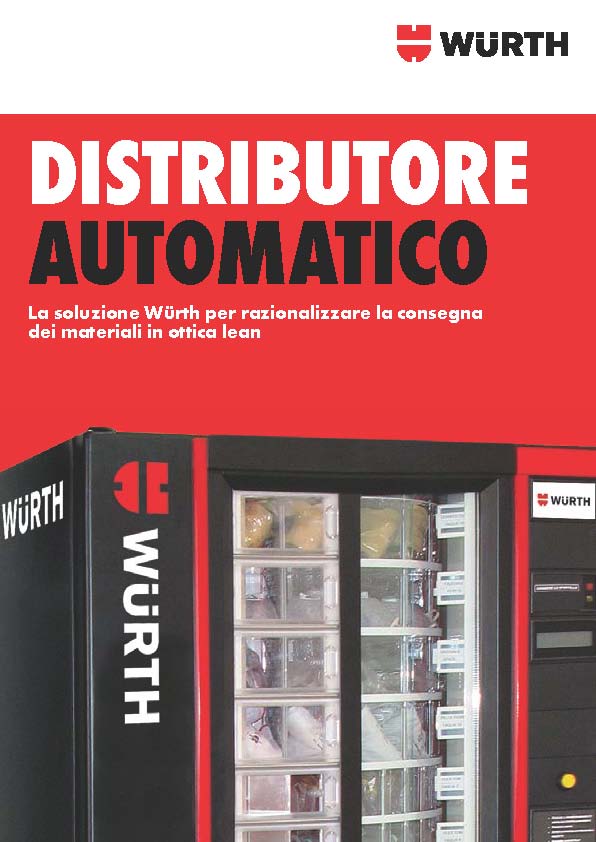 WÜRTH
DISTRIBUTORE
AUTOMATICO
La soluzione Würth per razionalizzare la consegna
dei materiali in ottica lean
WÜRTH
WÜRTH
WÜRTH